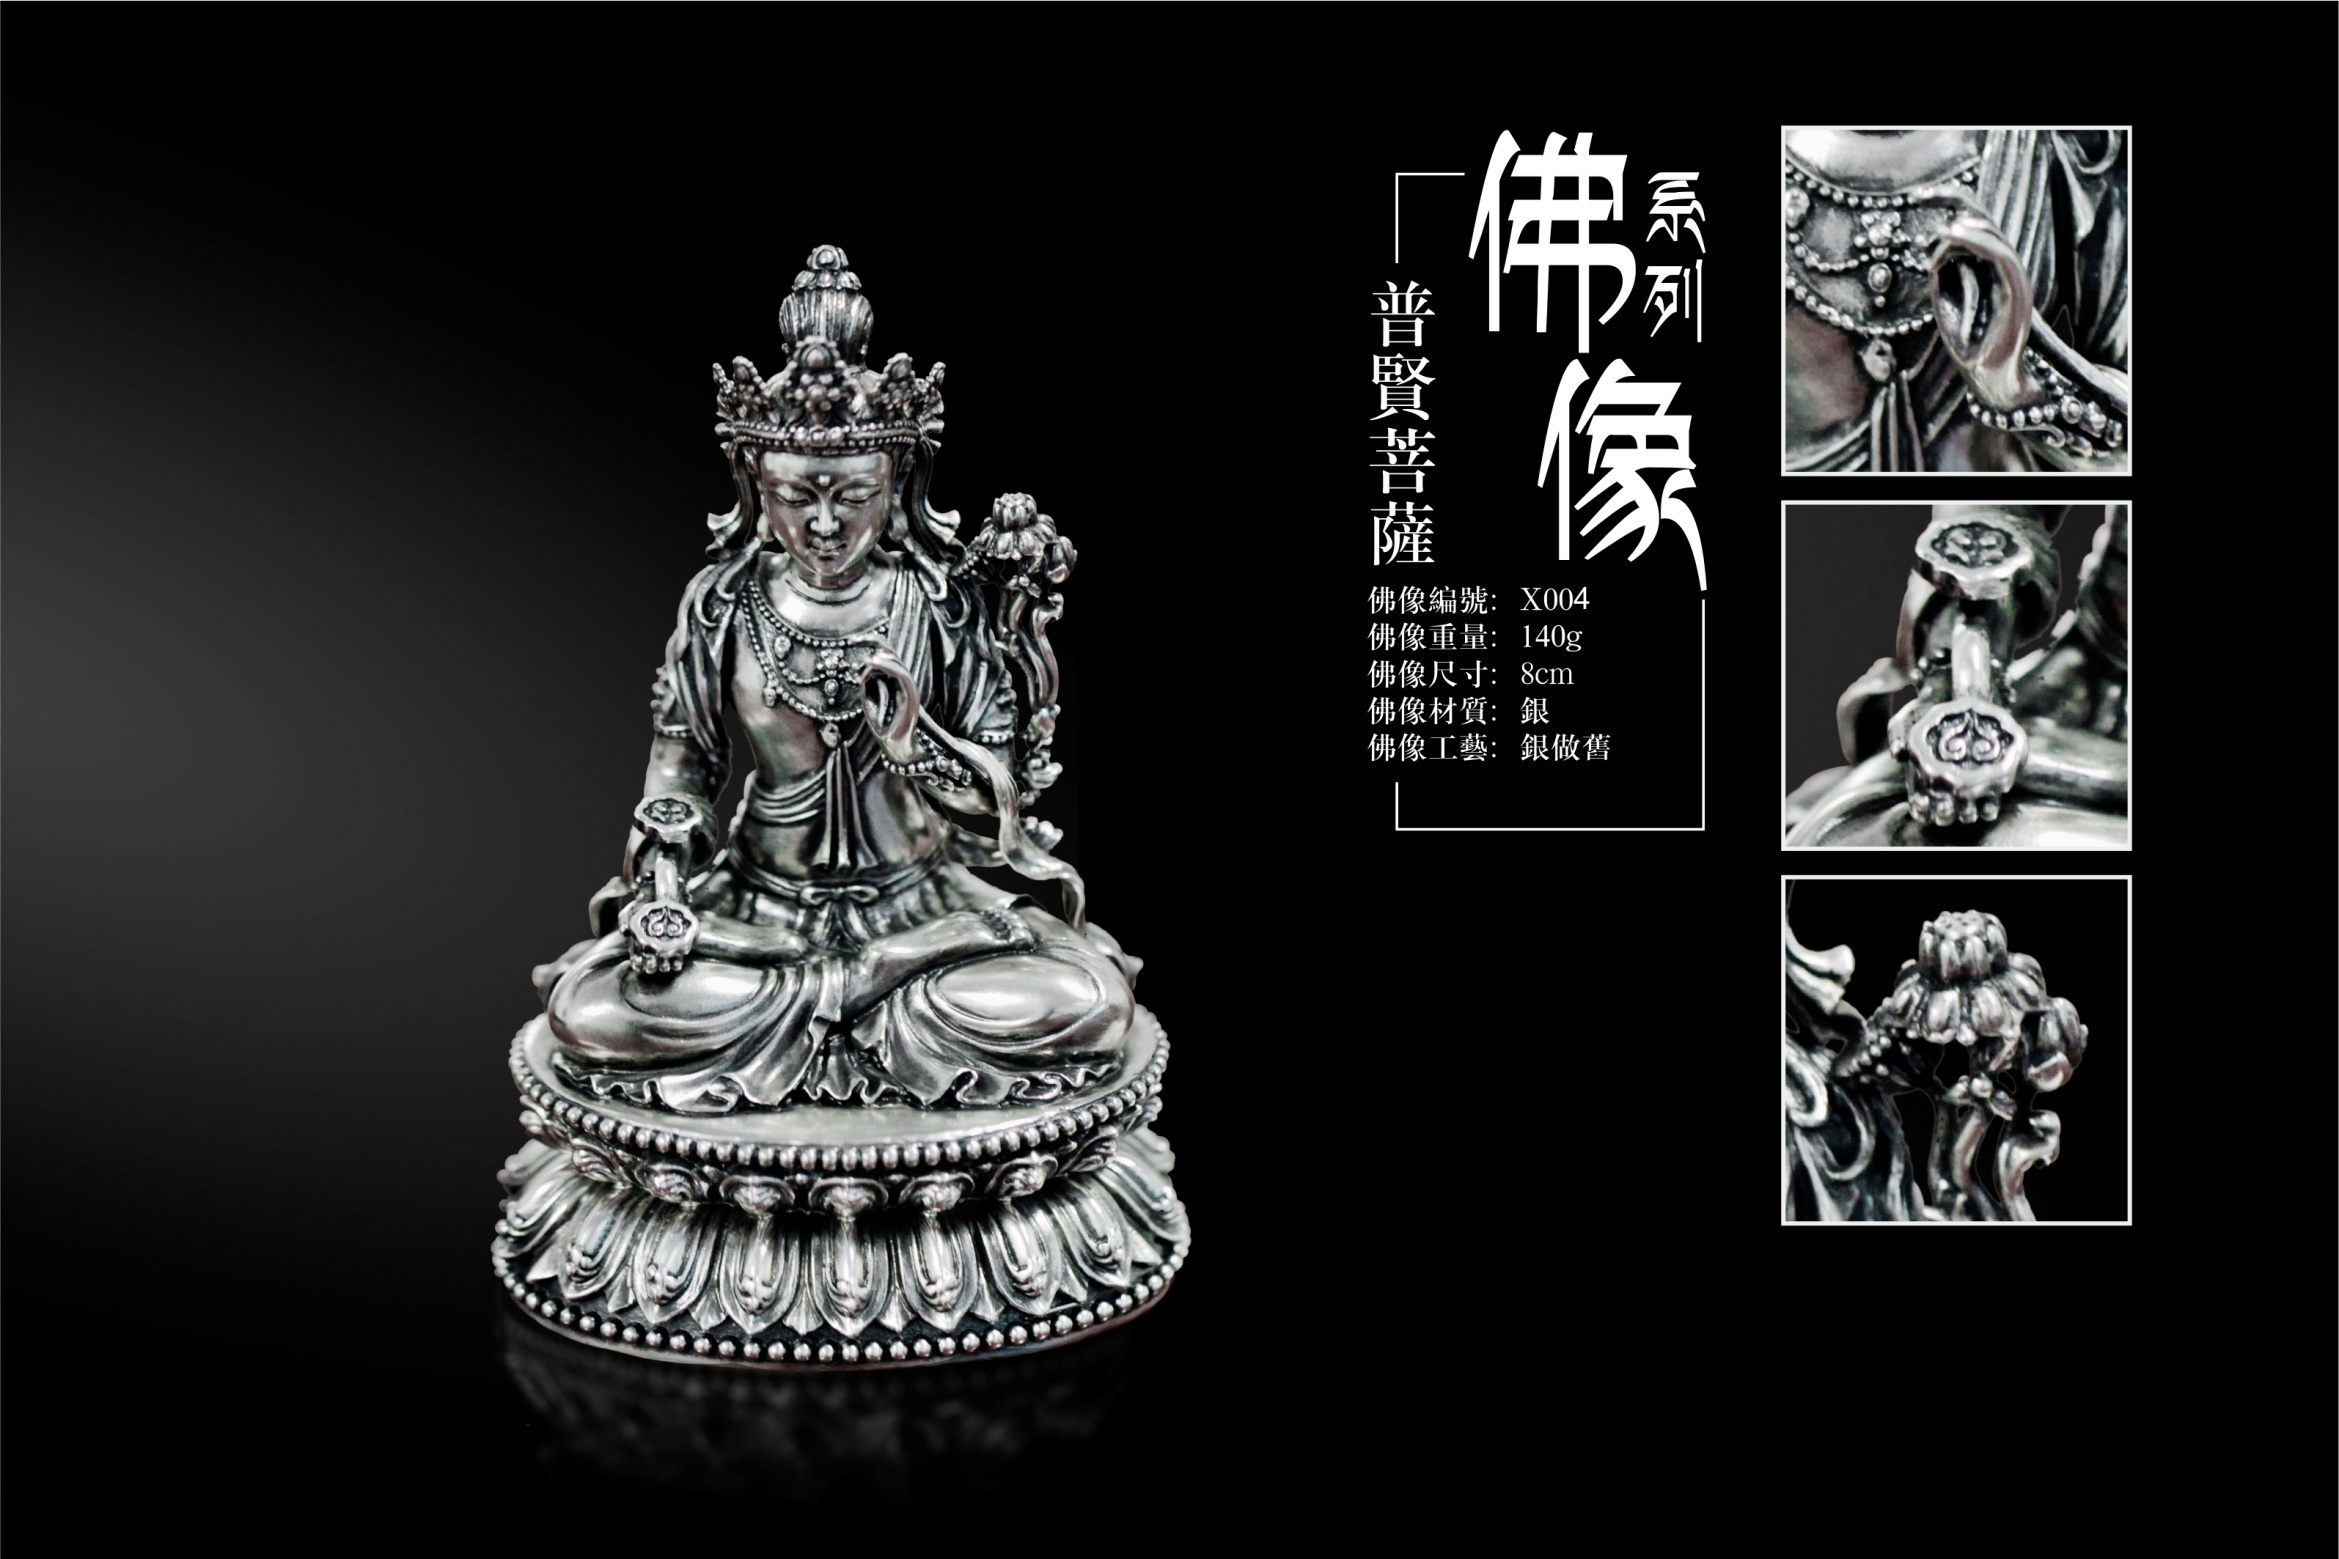 佛像
系列
普賢菩薩
佛像編號: X004
佛像重量: 140g
佛像尺寸: 8cm
佛像材質: 銀
佛像工藝: 銀做舊